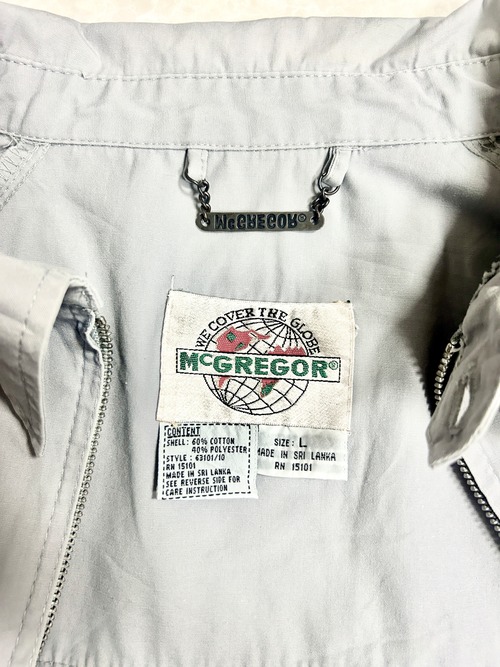 McGREGOR®
WE COVER THE GLOBE
McGREGOR®
CONTENT
SHELL: 60% COTTON
40% POLYESTER
STYLE: 63101/10
RN 15101
MADE IN SRI LANKA
SEE REVERSE SIDE FOR
CARE INSTRUCTION
SIZE: L
MADE IN SRI LANKA
RN 15101